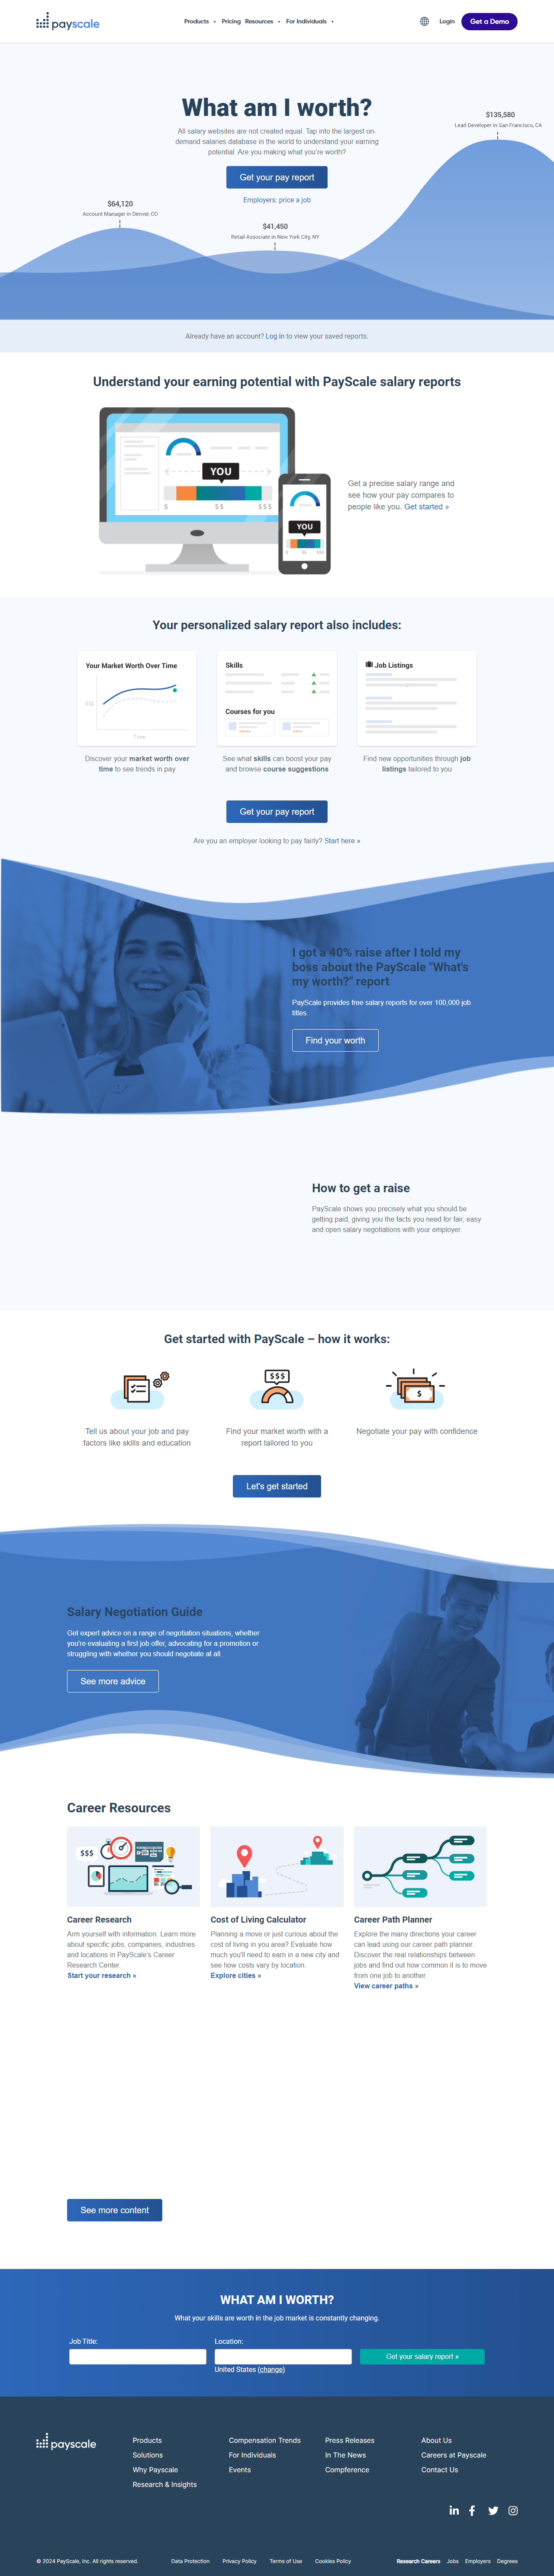 payscale
Products
Pricing
Resources
For Individuals
Login
Get a Demo
What am I worth?
All salary websites are not created equal. Tap into the largest on-
demand salaries database in the world to understand your earning
potential. Are you making what you're worth?
Get your pay report
Employers: price a job
$135,580
Lead Developer in San Francisco, CA
$64,120
Account Manager in Denver, CO
$41,450
Retail Associate in New York City, NY
Already have an account? Log in to view your saved reports.
Understand your earning potential with PayScale salary reports
YOU
$ $$ $$$
YOU
$ $$ $$$
Get a precise salary range and
see how your pay compares to
people like you. Get started »
Your personalized salary report also includes:
Your Market Worth Over Time
$$$
Time
Skills
Courses for you
Job Listings
Discover your market worth over
time to see trends in pay
See what skills can boost your pay
and browse course suggestions
Find new opportunities through job
listings tailored to you
Get your pay report
Are you an employer looking to pay fairly? Start here »
I got a 40% raise after I told my
boss about the PayScale "What's
my worth?" report
PayScale provides free salary reports for over 100,000 job
titles.
Find your worth
How to get a raise
PayScale shows you precisely what you should be
getting paid, giving you the facts you need for fair, easy
and open salary negotiations with your employer.
Get started with PayScale – how it works:
$$$
$
Tell us about your job and pay
factors like skills and education
Find your market worth with a
report tailored to you
Negotiate your pay with confidence
Let's get started
Salary Negotiation Guide
Get expert advice on a range of negotiation situations, whether
you're evaluating a first job offer, advocating for a promotion or
struggling with whether you should negotiate at all.
See more advice
Career Resources
$$$
Career Research
Arm yourself with information. Learn more
about specific jobs, companies, industries
and locations in PayScale's Career
Research Center.
Start your research »
Cost of Living Calculator
Planning a move or just curious about the
cost of living in you area? Evaluate how
much you'll need to earn in a new city and
see how costs vary by location.
Explore cities »
Career Path Planner
Explore the many directions your career
can lead using our career path planner.
Discover the real relationships between
jobs and find out how common it is to move
from one job to another.
View career paths »
See more content
WHAT AM I WORTH?
What your skills are worth in the job market is constantly changing.
Job Title:
Location:
Get your salary report »
United States (change)
payscale
Products
Solutions
Why Payscale
Research & Insights
Compensation Trends
For Individuals
Events
Press Releases
In The News
Compference
About Us
Careers at Payscale
Contact Us
© 2024 PayScale, Inc. All rights reserved.
Data Protection
Privacy Policy
Terms of Use
Cookies Policy
Research Careers
Jobs
Employers
Degrees